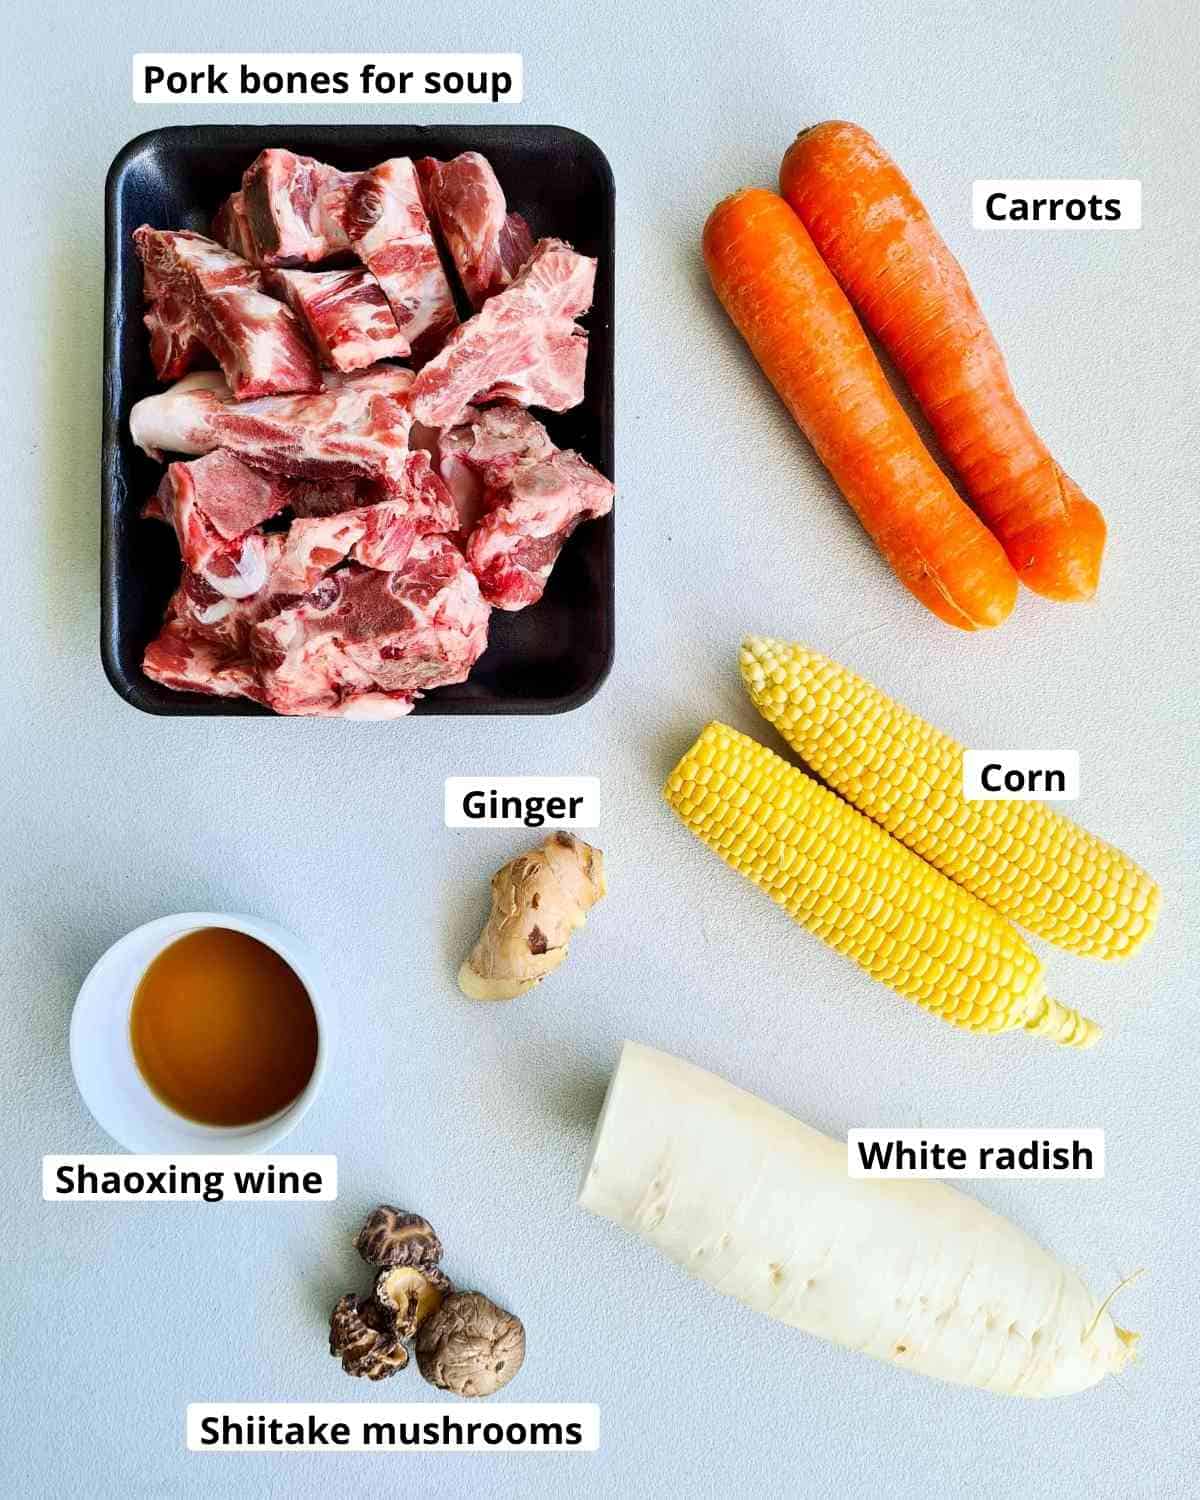 Pork bones for soup
Carrots
Corn
Ginger
Shaoxing wine
White radish
Shiitake mushrooms